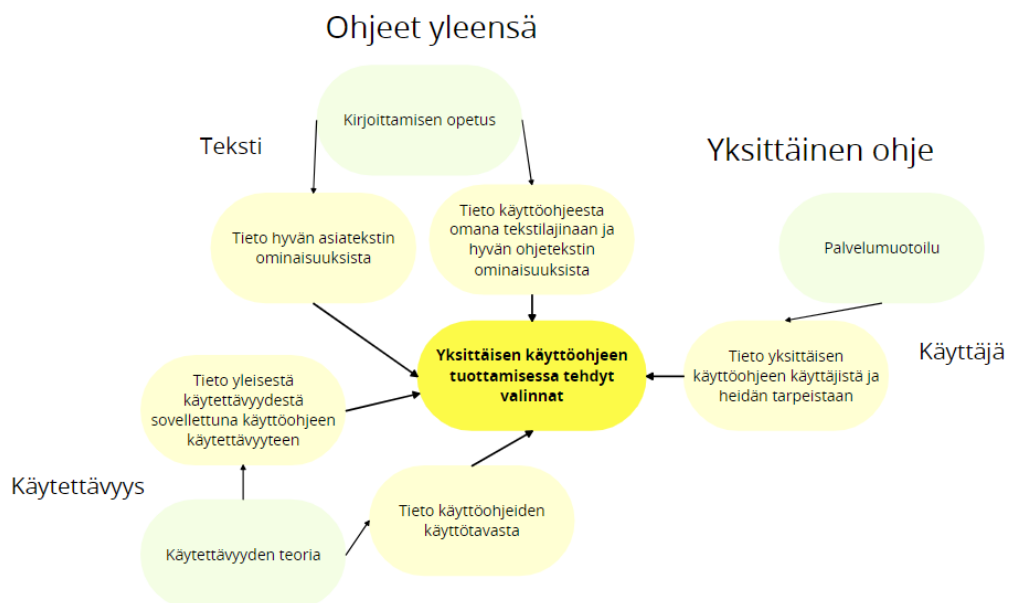 Ohjeet yleensä
Kirjoittamisen opetus
Teksti
Yksittäinen ohje
Tieto hyvän asiatekstin
ominaisuuksista
Tieto käyttöohjeesta
omana tekstilajinaan ja
hyvän ohjetekstin
ominaisuuksista
Palvelumuotoilu
Yksittäisen käyttöohjeen
tuottamisessa tehdyt
valinnat
Tieto yksittäisen
käyttöohjeen käyttäjistä ja
heidän tarpeistaan
Käyttäjä
Tieto yleisestä
käytettävyydestä
sovellettuna käyttöohjeen
käytettävyyteen
Käytettävyys
Tieto käyttöohjeiden
käyttötavasta
Käytettävyyden teoria